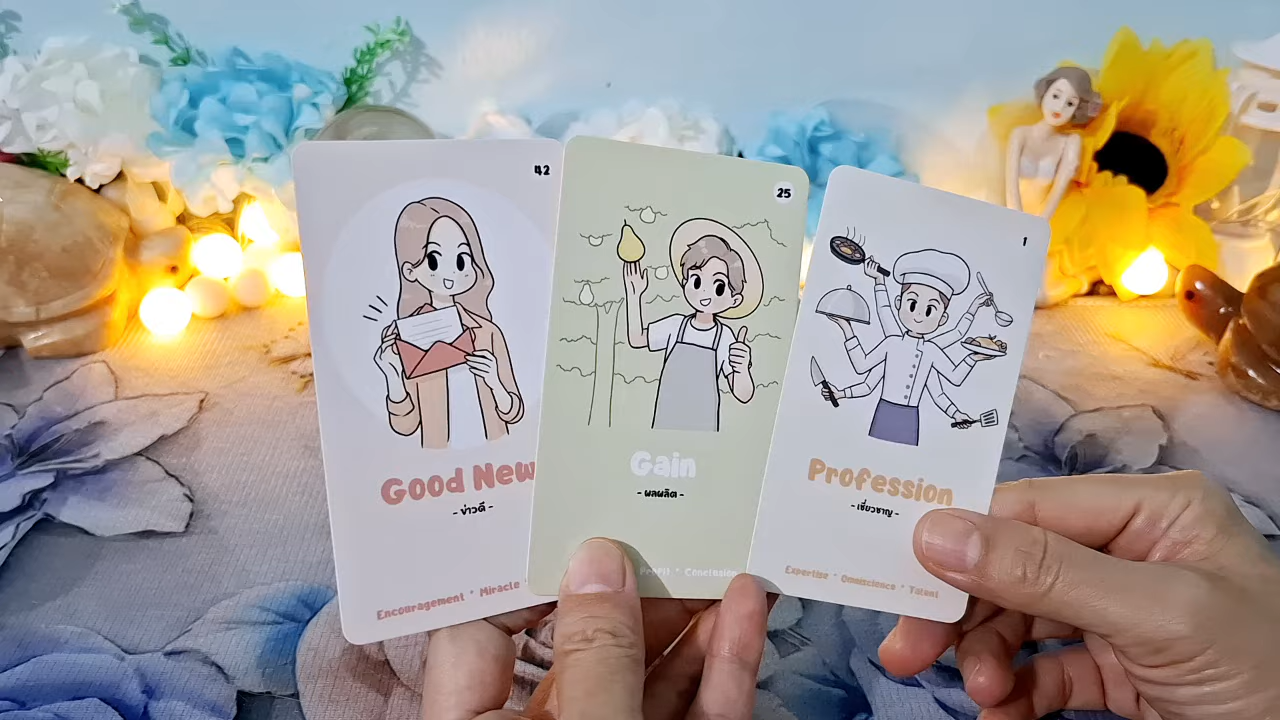 42
Good New
- ข่าวดี -
Encouragement * Miracle *
25
Gain
- ผลผลิต -
Profit * Conclusion
1
Profession
- เชี่ยวชาญ -
Expertise * Omniscience * Talent